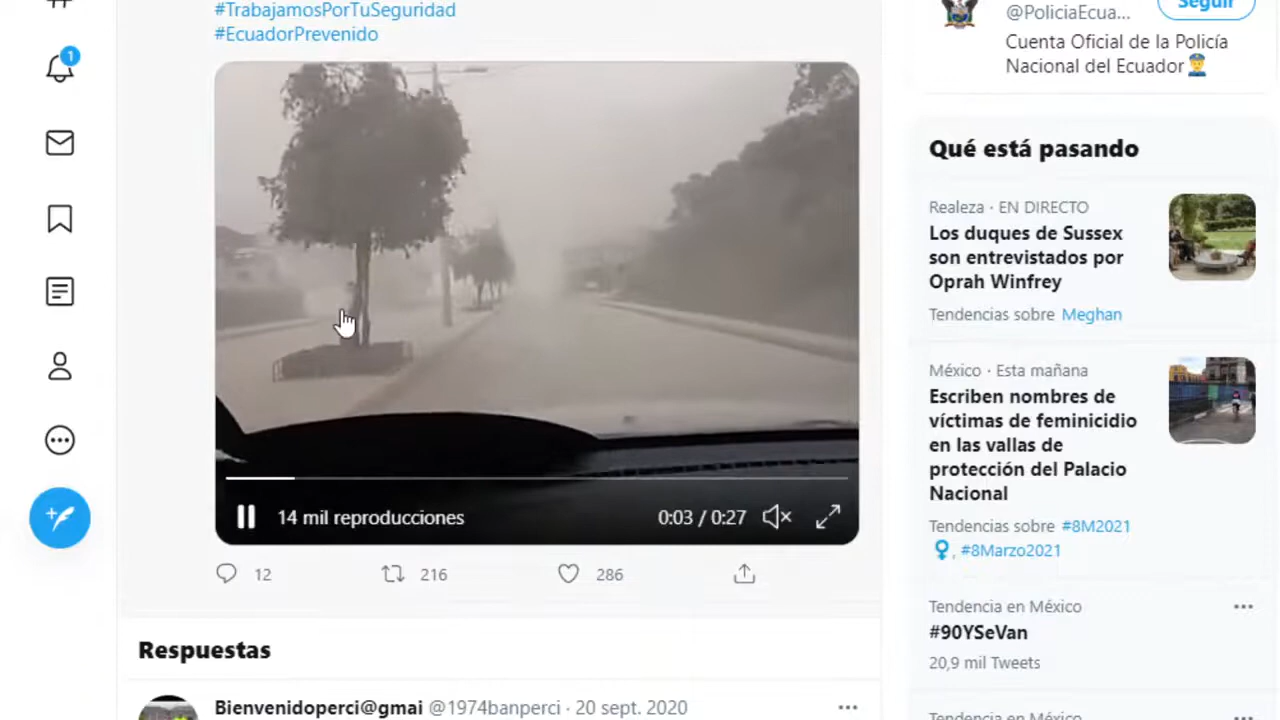 #TrabajamosPorTuSeguridad
#EcuadorPrevenido
14 mil reproducciones
0:03 / 0:27
12
216
286
Respuestas
Bienvenidoperci@gmai @1974banperci · 20 sept. 2020
1
Seguir
@PoliciaEcua...
Cuenta Oficial de la Policía
Nacional del Ecuador
Qué está pasando
Realeza · EN DIRECTO
Los duques de Sussex
son entrevistados por
Oprah Winfrey
Tendencias sobre Meghan
México · Esta mañana
Escriben nombres de
víctimas de feminicidio
en las vallas de
protección del Palacio
Nacional
Tendencias sobre #8M2021
, #8Marzo2021
Tendencia en México
#90YSeVan
20,9 mil Tweets
Tendencia en México